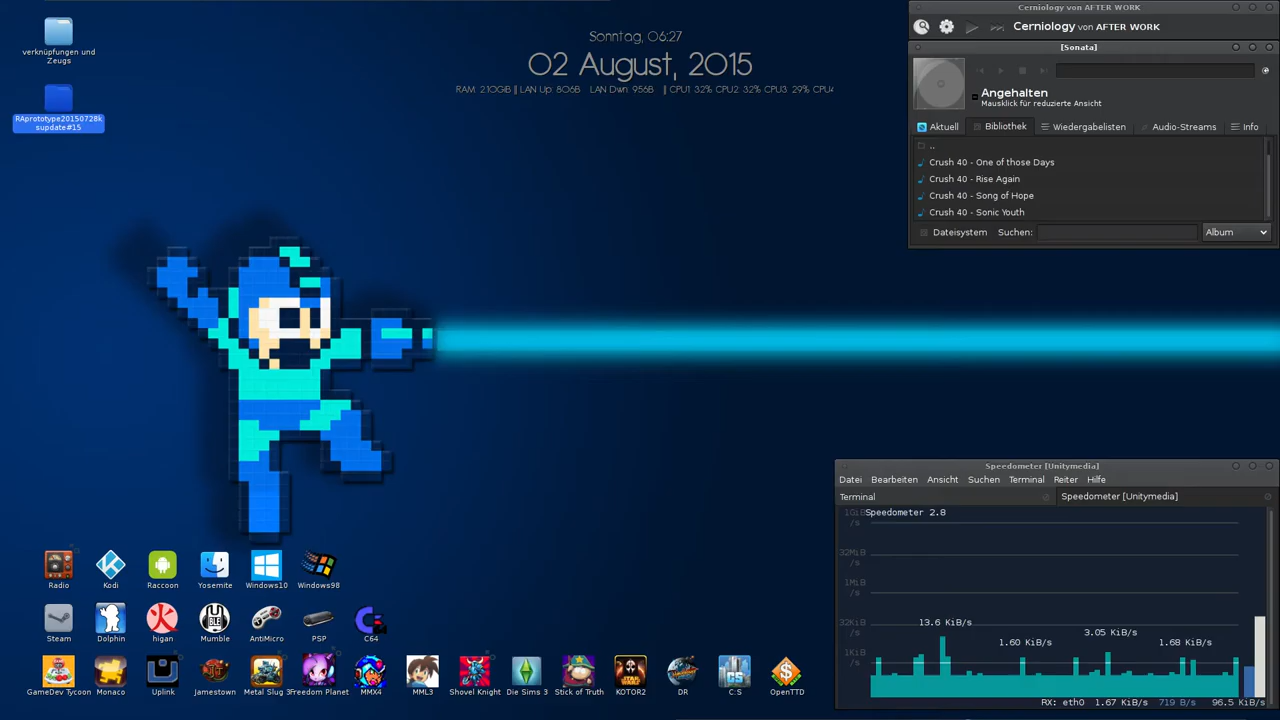 verknüpfungen und
Zeugs
RAprototype20150728k
supdate#15
Sonntag, 06:27
02 August, 2015
RAM: 2.10GiB || LAN Up: 806B LAN Dwn: 956B || CPU1: 32% CPU2: 32% CPU3: 29% CPU4
Cerniology von AFTER WORK
Cerniology von AFTER WORK
[Sonata]
Angehalten
Mausklick für reduzierte Ansicht
Aktuell Bibliothek Wiedergabelisten Audio-Streams Info
..
Crush 40 - One of those Days
Crush 40 - Rise Again
Crush 40 - Song of Hope
Crush 40 - Sonic Youth
Dateisystem Suchen: Album
Speedometer [Unitymedia]
Datei Bearbeiten Ansicht Suchen Terminal Reiter Hilfe
Terminal Speedometer [Unitymedia]
1GiB Speedometer 2.8
/s
32MiB
/s
1MiB
/s
32KiB 13.6 KiB/s 3.05 KiB/s
/s 1.60 KiB/s 1.68 KiB/s
1KiB
/s
RX: eth0 1.67 KiB/s 719 B/s 96.5 KiB/s
Radio Kodi Raccoon Yosemite Windows10 Windows98
Steam Dolphin higan Mumble AntiMicro PSP C64
GameDev Tycoon Monaco Uplink Jamestown Metal Slug 3 Freedom Planet MMX4 MML3 Shovel Knight Die Sims 3 Stick of Truth KOTOR2 DR C:S OpenTTD